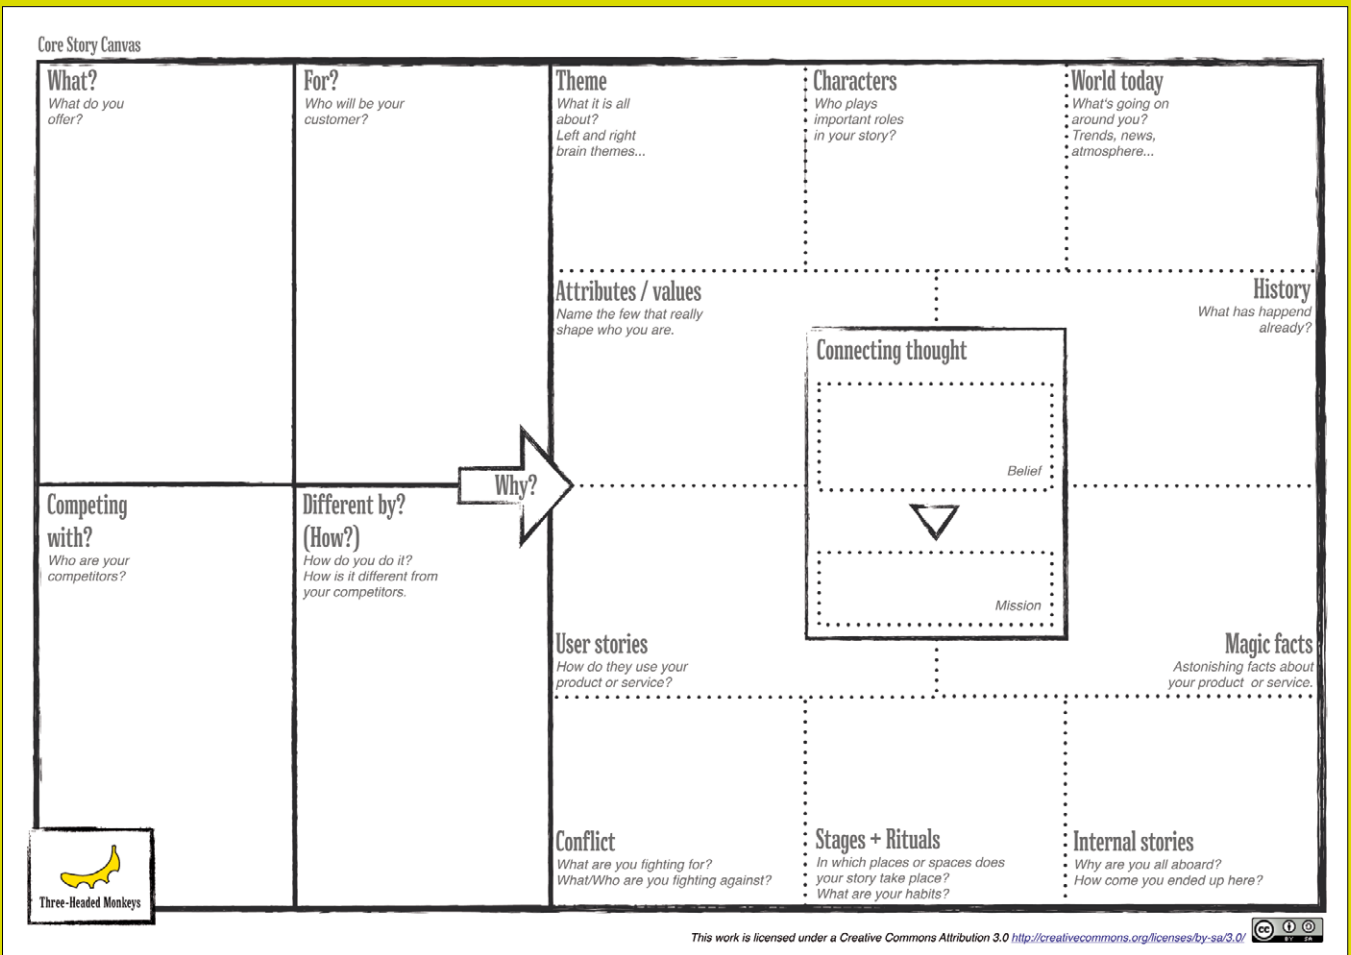 Core Story Canvas
What?
What do you
offer?
For?
Who will be your
customer?
Theme
What it is all
about?
Left and right
brain themes...
Characters
Who plays
important roles
in your story?
World today
What's going on
around you?
Trends, news,
atmosphere...
Attributes / values
Name the few that really
shape who you are.
History
What has happend
already?
Connecting thought
Belief
Mission
Why?
Competing
with?
Who are your
competitors?
Different by?
(How?)
How do you do it?
How is it different from
your competitors.
User stories
How do they use your
product or service?
Magic facts
Astonishing facts about
your product or service.
Conflict
What are you fighting for?
What/Who are you fighting against?
Stages + Rituals
In which places or spaces does
your story take place?
What are your habits?
Internal stories
Why are you all aboard?
How come you ended up here?
Three-Headed Monkeys
This work is licensed under a Creative Commons Attribution 3.0 http://creativecommons.org/licenses/by-sa/3.0/
cc
BY SA